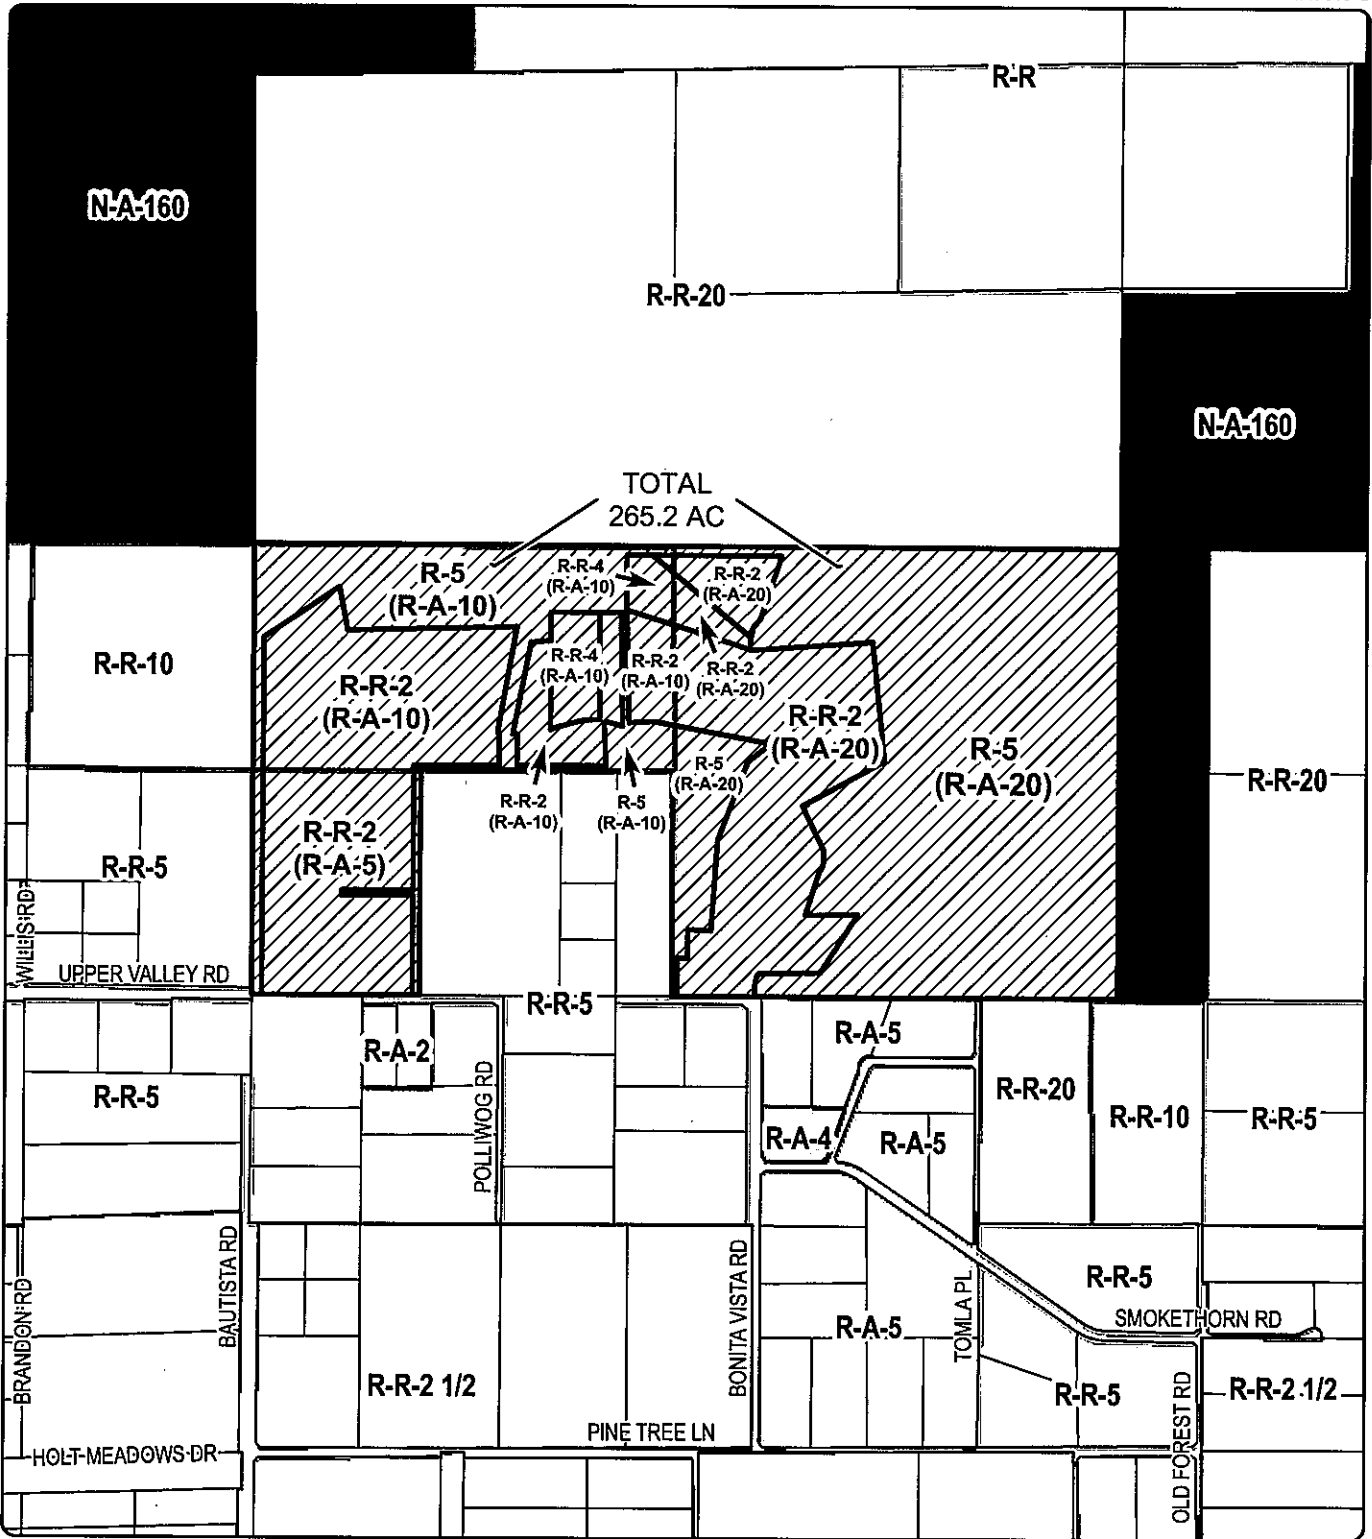 R-R
N-A-160
R-R-20
N-A-160
TOTAL
265.2 AC
R-5
(R-A-10)
R-R-4
(R-A-10)
R-R-2
(R-A-20)
R-R-10
R-R-2
(R-A-10)
R-R-4
(R-A-10)
R-R-2
(R-A-10)
R-R-2
(R-A-20)
R-R-2
(R-A-20)
R-5
(R-A-20)
R-5
(R-A-20)
R-R-20
R-R-2
(R-A-10)
R-5
(R-A-10)
R-R-2
(R-A-5)
R-R-5
WILLIS RD
UPPER VALLEY RD
R-R-5
R-A-5
R-A-2
R-R-5
POLLIWOG RD
R-R-20
R-R-10
R-R-5
R-A-4
R-A-5
BRANDON RD
BAUTISTA RD
BONITA VISTA RD
TOMLA PL
R-R-5
SMOKETHORN RD
R-A-5
R-R-2 1/2
R-R-5
R-R-2 1/2
OLD FOREST RD
PINE TREE LN
HOLT MEADOWS DR